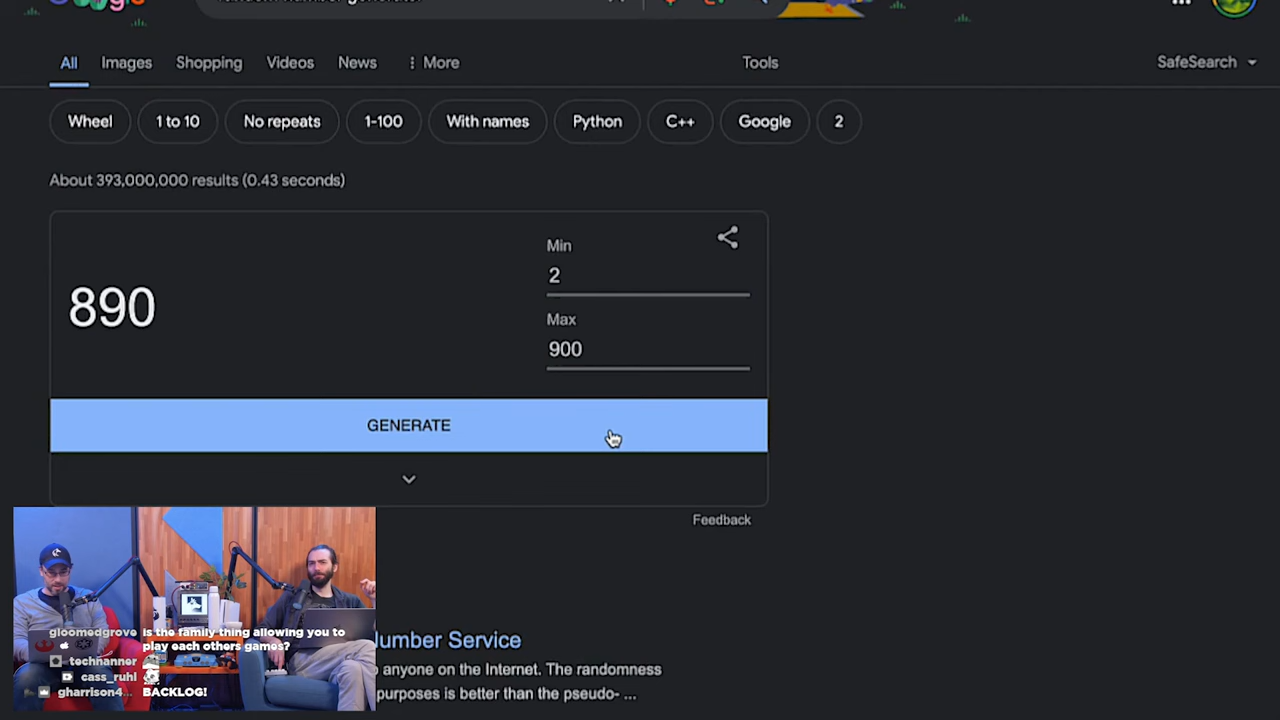 All
Images
Shopping
Videos
News
More
Tools
SafeSearch
Wheel
1 to 10
No repeats
1-100
With names
Python
C++
Google
2
About 393,000,000 results (0.43 seconds)
890
Min
2
Max
900
GENERATE
Feedback
gloomedgrove is the family thing allowing you to
play each others games?
techhanner
cass_ruhl
gharrison4... BACKLOG!
umber Service
anyone on the Internet. The randomness
purposes is better than the pseudo- ...